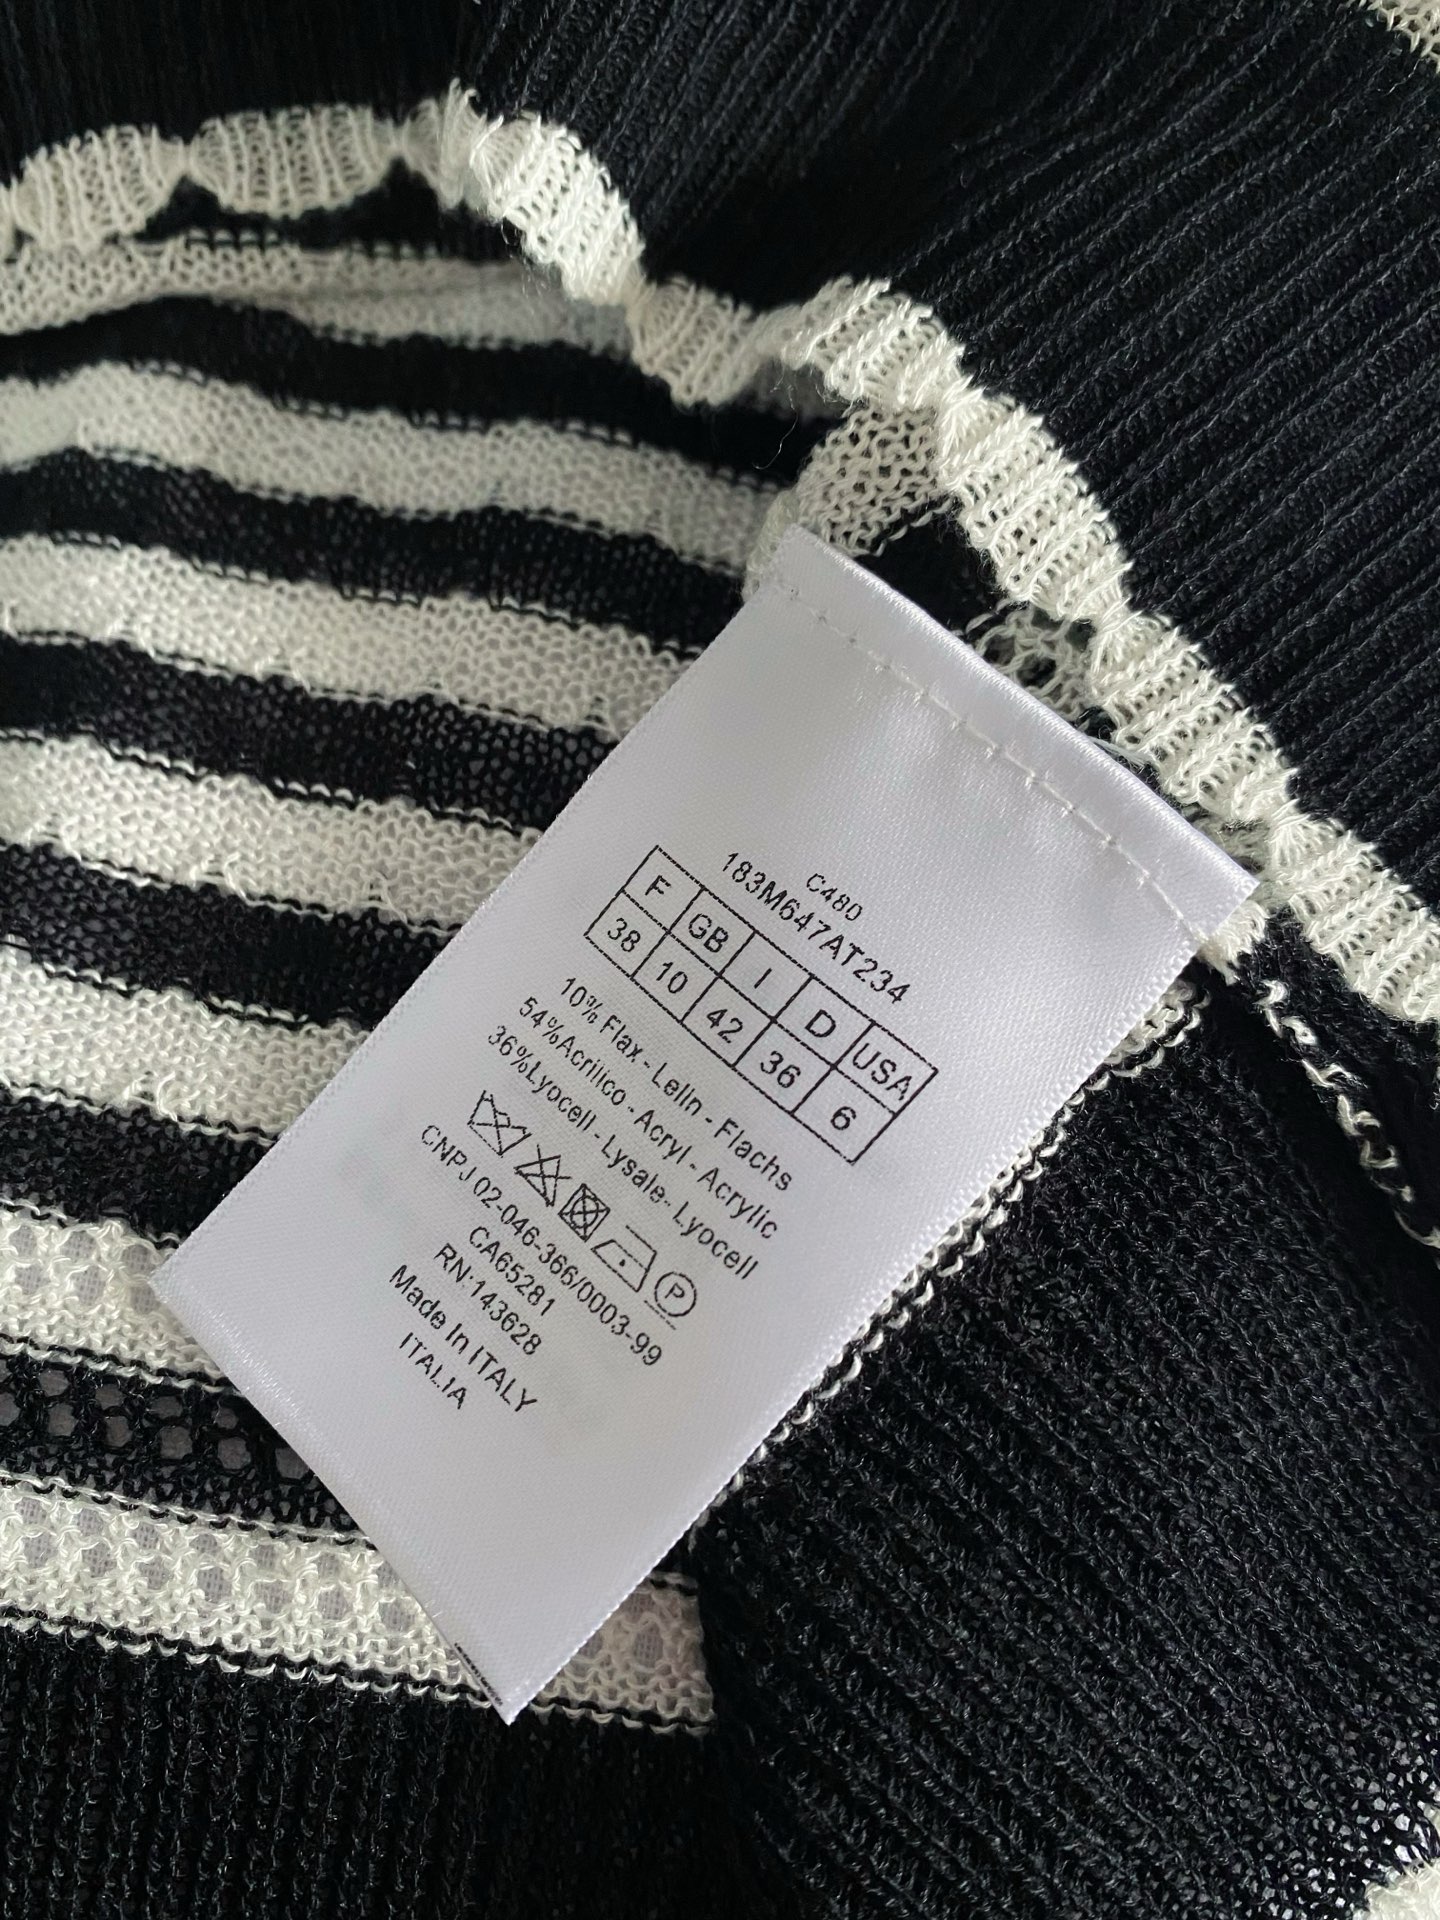 C480
183M647AT234
F GB I D USA
38 10 42 36 6
10% Flax - Lelln - Flachs
54%Acrilico - Acryl - Acrylic
36%Lyocell - Lysale- Lyocell
P
CNPJ 02-046-366/0003-99
CA65281
RN:143628
Made In ITALY
ITALIA